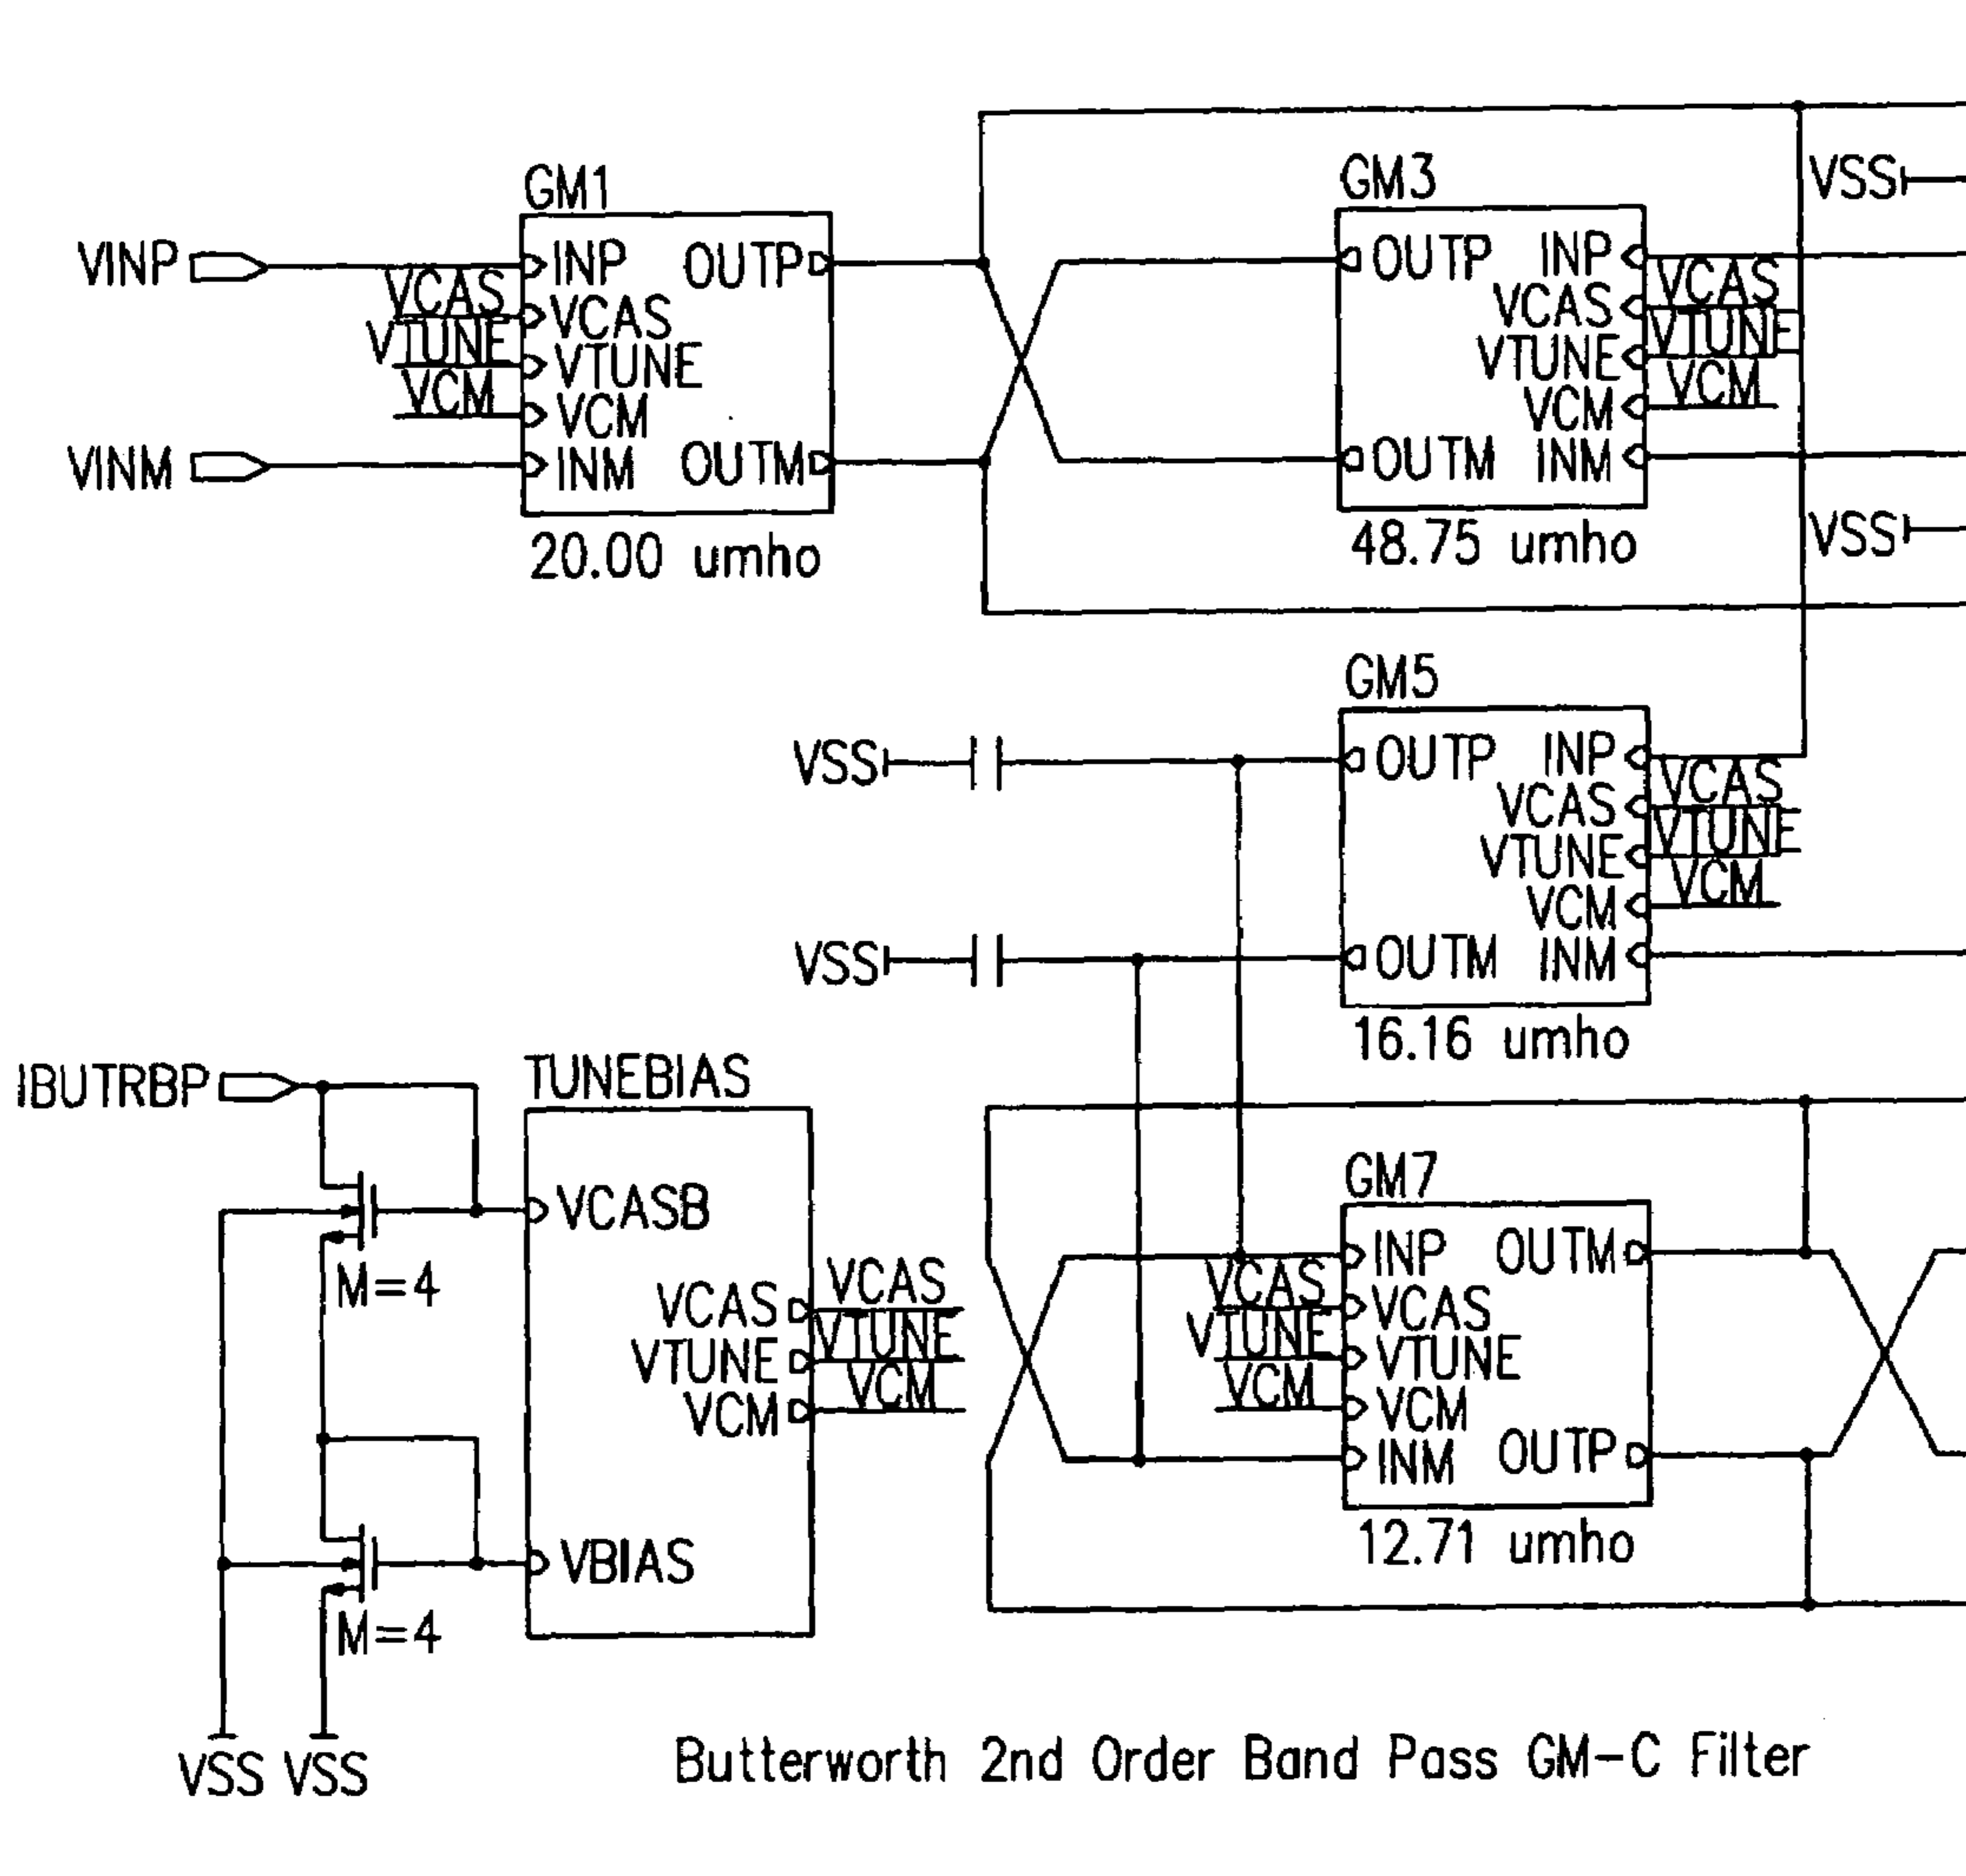 GM1
VINP
INP
OUTP
VCAS
VCAS
VTUNE
VTUNE
VCM
VCM
VINM
INM
OUTM
20.00 umho
GM3
VSS
OUTP
INP
VCAS
VCAS
VTUNE
VTUNE
VCM
VCM
OUTM
INM
48.75 umho
VSS
GM5
VSS
OUTP
INP
VCAS
VCAS
VTUNE
VTUNE
VCM
VCM
VSS
OUTM
INM
16.16 umho
IBUTRBP
TUNEBIAS
VCASB
M=4
VCAS
VCAS
VTUNE
VTUNE
VCM
VCM
VBIAS
M=4
VSS
VSS
GM7
INP
OUTM
VCAS
VCAS
VTUNE
VTUNE
VCM
VCM
INM
OUTP
12.71 umho
Butterworth 2nd Order Band Pass GM-C Filter